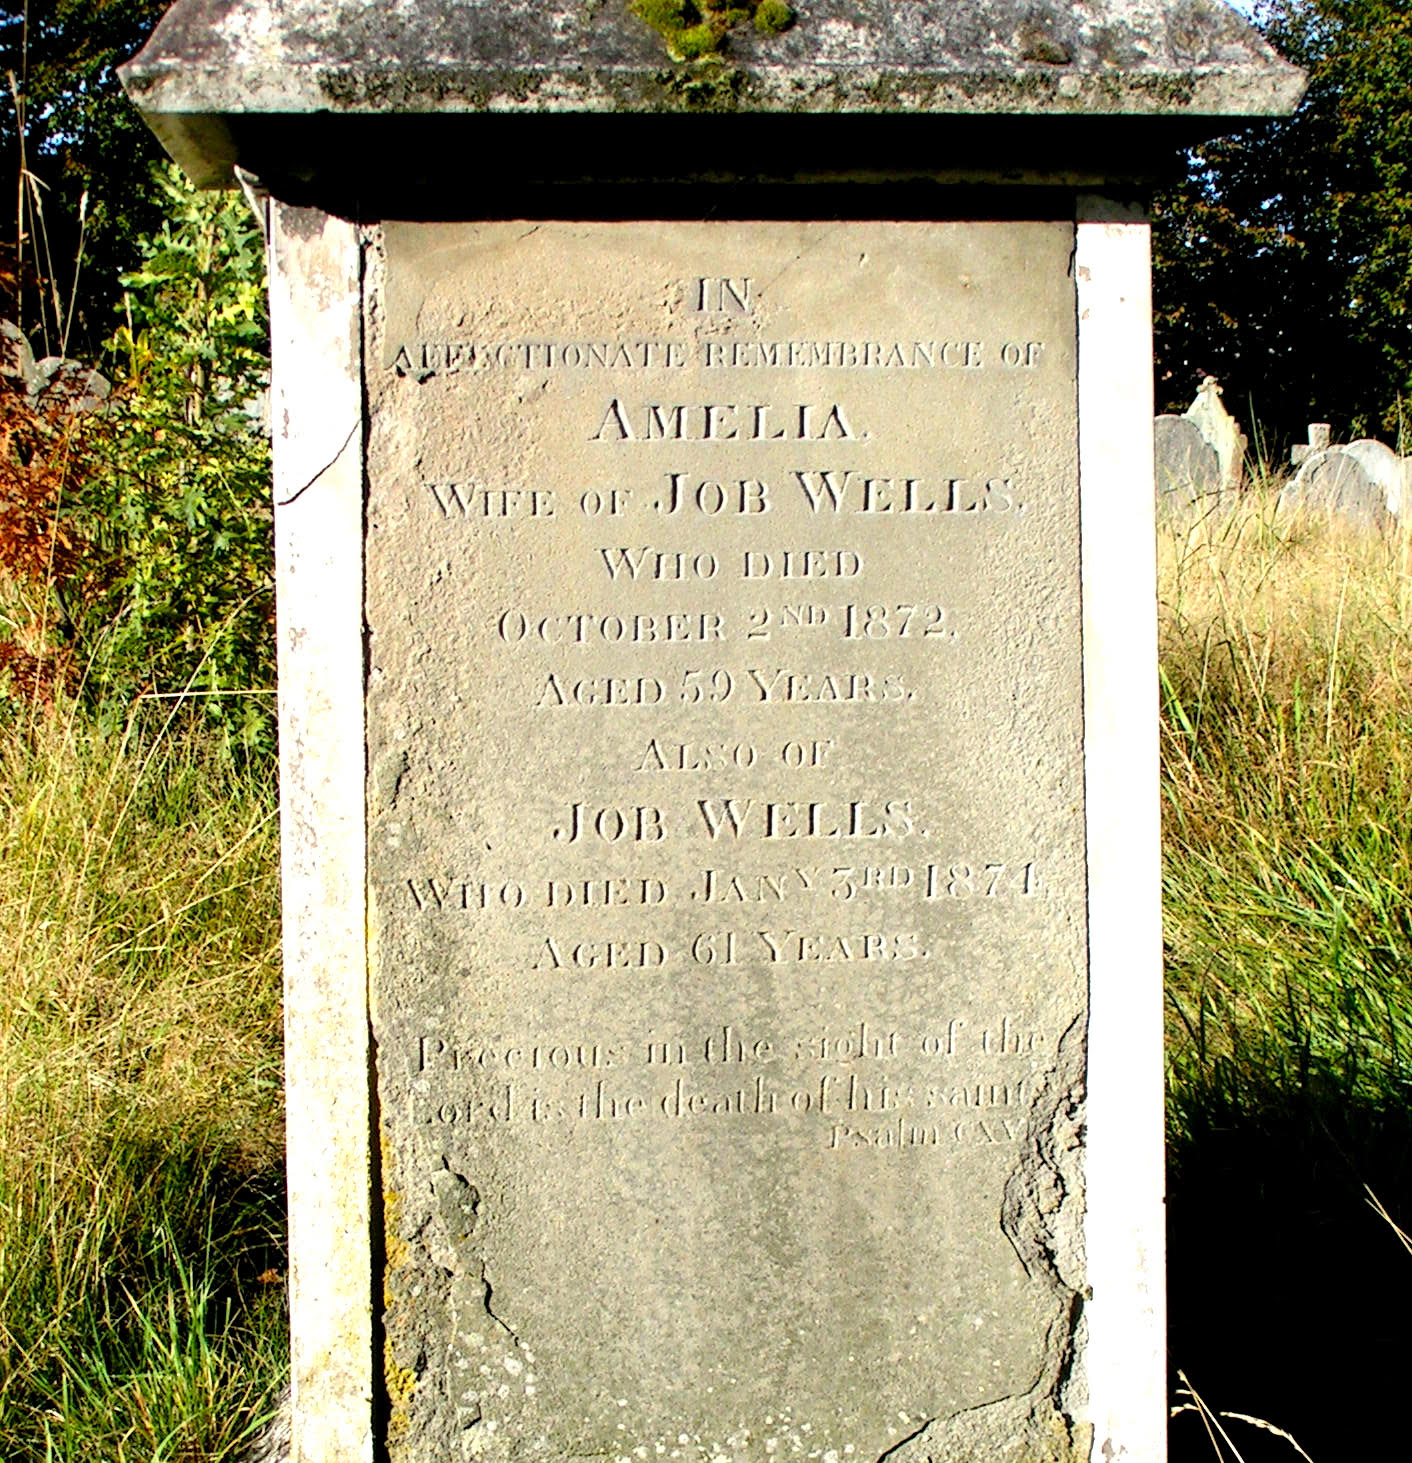 IN
AFFECTIONATE REMEMBRANCE OF
AMELIA.
WIFE OF JOB WELLS.
WHO DIED
OCTOBER 2ND 1872,
AGED 59 YEARS.
ALSO OF
JOB WELLS.
WHO DIED JANY 3RD 1874,
AGED 61 YEARS.
Precious in the sight of the
Lord is the death of his saints
Psalm CXVI